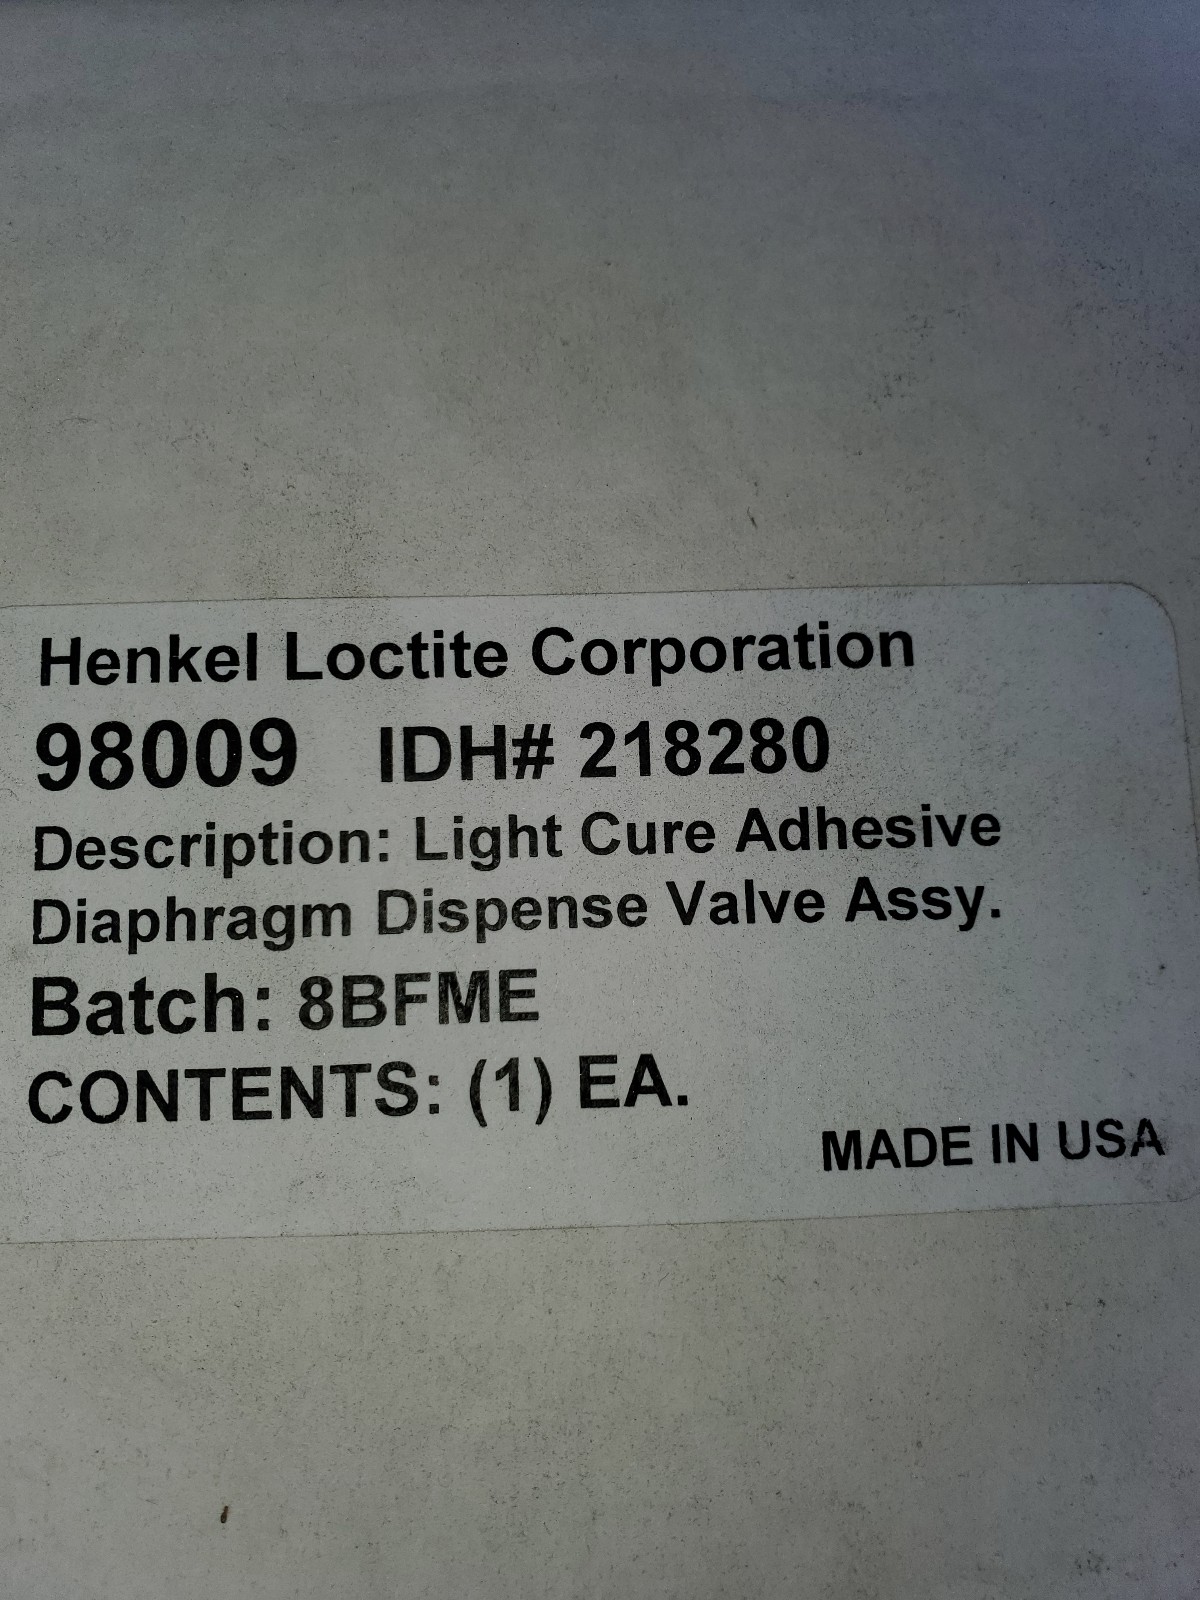 Henkel Loctite Corporation
98009 IDH# 218280
Description: Light Cure Adhesive
Diaphragm Dispense Valve Assy.
Batch: 8BFME
CONTENTS: (1) EA.
MADE IN USA